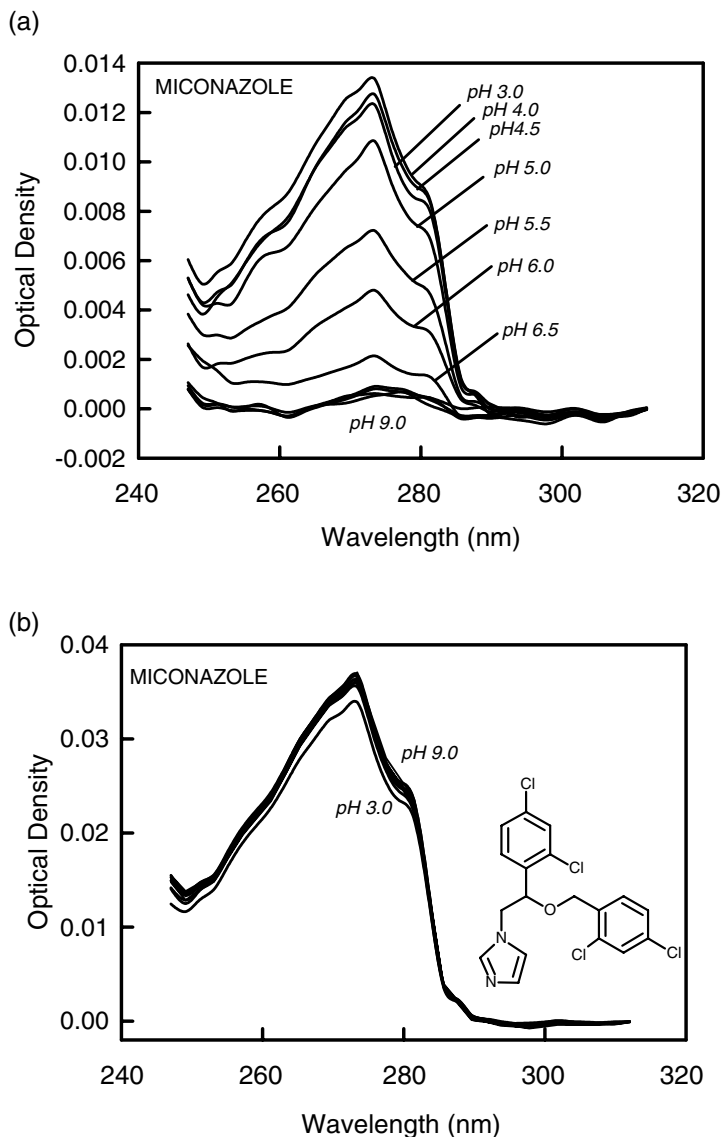 (a)
MICONAZOLE
pH 3.0
pH 4.0
pH4.5
pH 5.0
pH 5.5
pH 6.0
pH 6.5
pH 9.0
Optical Density
0.014
0.012
0.010
0.008
0.006
0.004
0.002
0.000
-0.002
240
260
280
300
320
Wavelength (nm)
(b)
MICONAZOLE
pH 9.0
pH 3.0
Optical Density
0.04
0.03
0.02
0.01
0.00
Cl
Cl
O
Cl
Cl
N
N
240
260
280
300
320
Wavelength (nm)